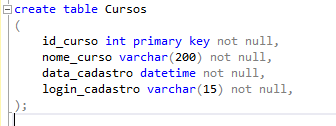 create table Cursos
(
id_curso int primary key not null,
nome_curso varchar(200) not null,
data_cadastro datetime not null,
login_cadastro varchar(15) not null,
);